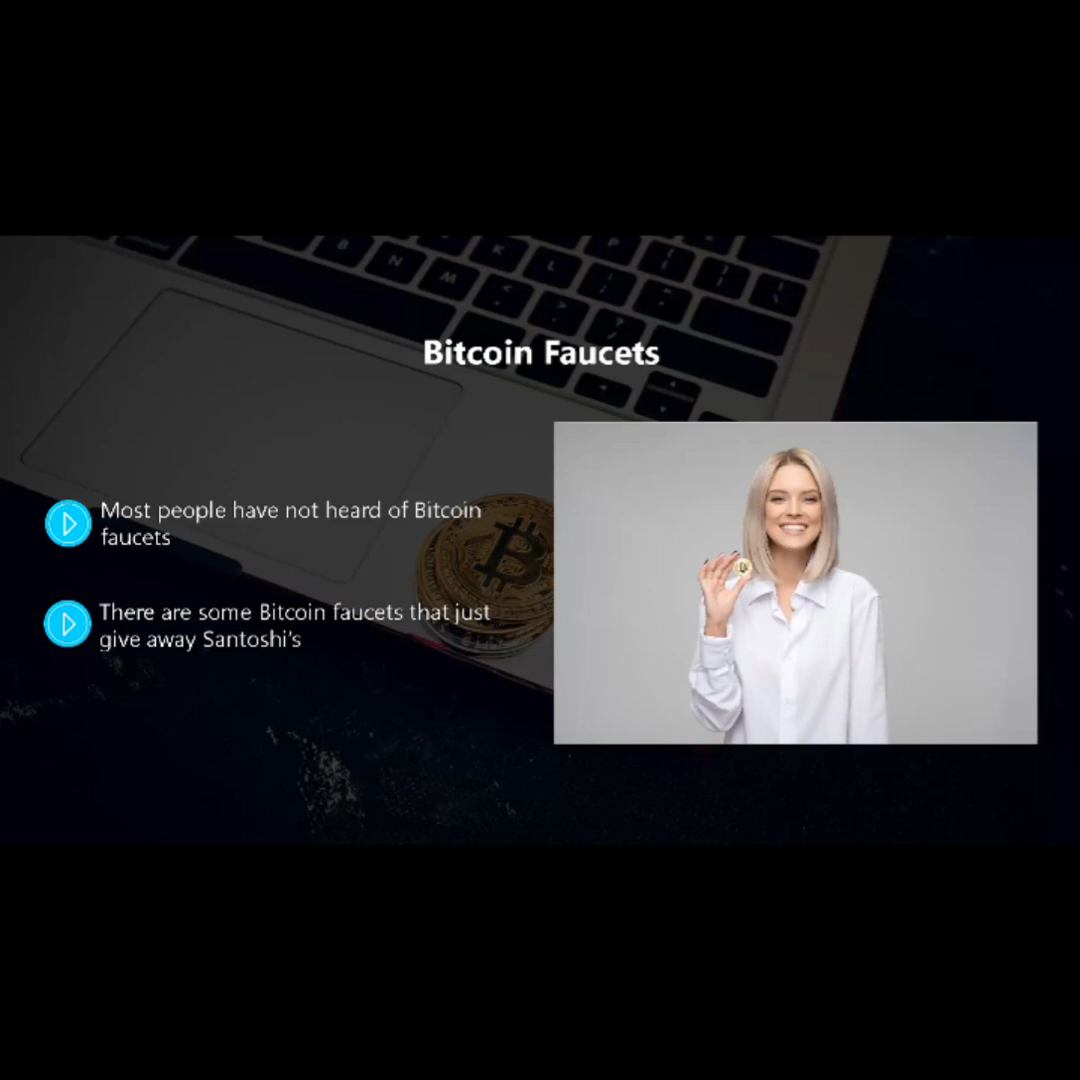 Bitcoin Faucets
Most people have not heard of Bitcoin
faucets
There are some Bitcoin faucets that just
give away Santoshi's